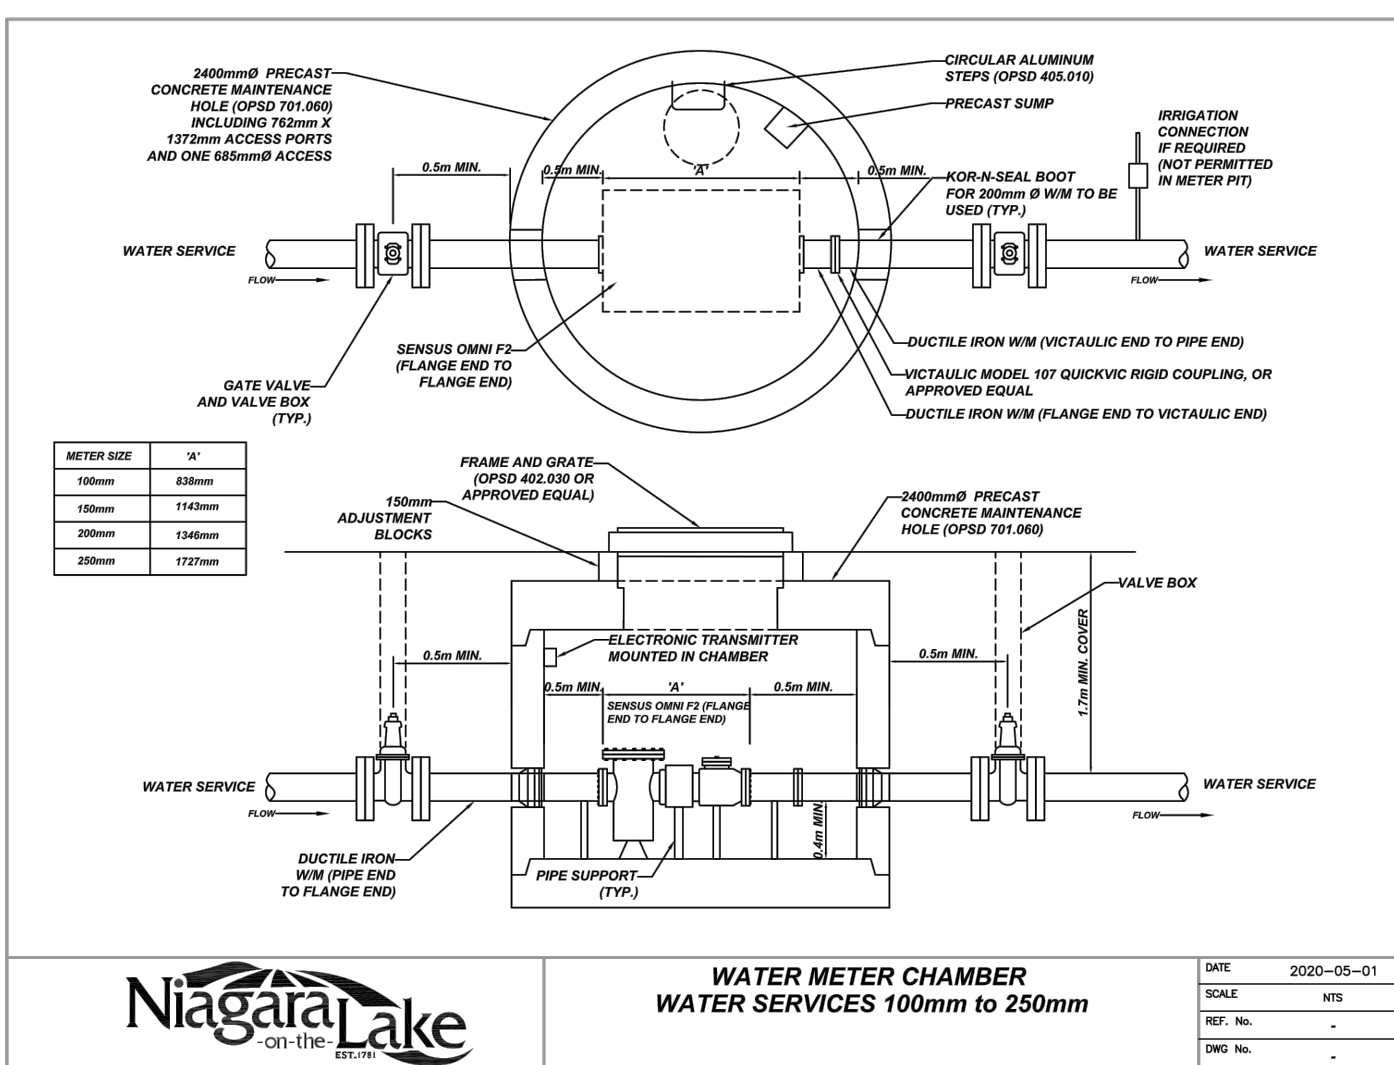 2400mmØ PRECAST
CONCRETE MAINTENANCE
HOLE (OPSD 701.060)
INCLUDING 762mm X
1372mm ACCESS PORTS
AND ONE 685mmØ ACCESS
CIRCULAR ALUMINUM
STEPS (OPSD 405.010)
PRECAST SUMP
IRRIGATION
CONNECTION
IF REQUIRED
(NOT PERMITTED
IN METER PIT)
0.5m MIN.
0.5m MIN.
'A'
0.5m MIN.
KOR-N-SEAL BOOT
FOR 200mm Ø W/M TO BE
USED (TYP.)
WATER SERVICE
FLOW
WATER SERVICE
FLOW
SENSUS OMNI F2
(FLANGE END TO
FLANGE END)
GATE VALVE
AND VALVE BOX
(TYP.)
DUCTILE IRON W/M (VICTAULIC END TO PIPE END)
VICTAULIC MODEL 107 QUICKVIC RIGID COUPLING, OR
APPROVED EQUAL
DUCTILE IRON W/M (FLANGE END TO VICTAULIC END)
METER SIZE 'A'
100mm 838mm
150mm 1143mm
200mm 1346mm
250mm 1727mm
FRAME AND GRATE
(OPSD 402.030 OR
APPROVED EQUAL)
150mm
ADJUSTMENT
BLOCKS
2400mmØ PRECAST
CONCRETE MAINTENANCE
HOLE (OPSD 701.060)
VALVE BOX
ELECTRONIC TRANSMITTER
MOUNTED IN CHAMBER
0.5m MIN.
0.5m MIN.
1.7m MIN. COVER
0.5m MIN.
'A'
0.5m MIN.
SENSUS OMNI F2 (FLANGE
END TO FLANGE END)
WATER SERVICE
FLOW
WATER SERVICE
FLOW
0.4m MIN.
DUCTILE IRON
W/M (PIPE END
TO FLANGE END)
PIPE SUPPORT
(TYP.)
Niagara
-on-the-
Lake
EST.1781
WATER METER CHAMBER
WATER SERVICES 100mm to 250mm
DATE 2020-05-01
SCALE NTS
REF. No. -
DWG No. -